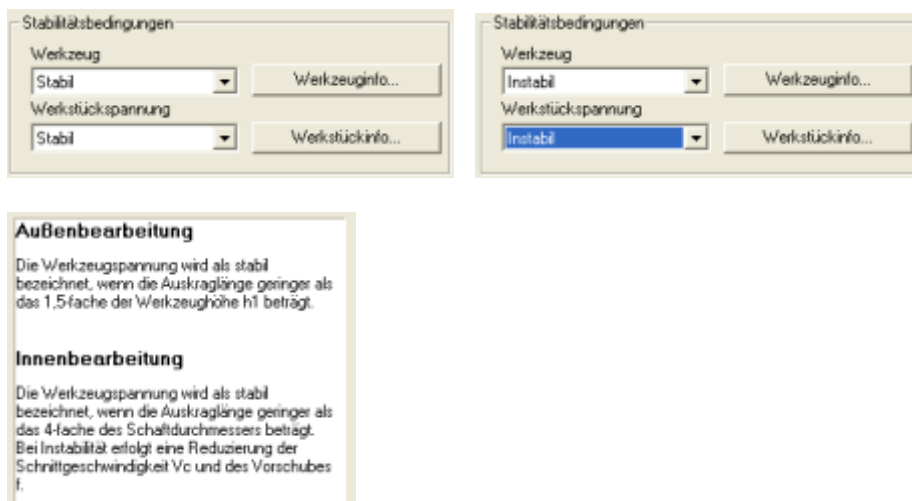 Stabilitätsbedingungen
Werkzeug
Stabil
Werkzeuginfo...
Werkstückspannung
Stabil
Werkstückinfo...
Stabilitätsbedingungen
Werkzeug
Instabil
Werkzeuginfo...
Werkstückspannung
Instabil
Werkstückinfo...
Außenbearbeitung
Die Werkzeugspannung wird als stabil
bezeichnet, wenn die Auskraglänge geringer als
das 1,5-fache der Werkzeughöhe h1 beträgt.
Innenbearbeitung
Die Werkzeugspannung wird als stabil
bezeichnet, wenn die Auskraglänge geringer als
das 4-fache des Schaftdurchmessers beträgt.
Bei Instabilität erfolgt eine Reduzierung der
Schnittgeschwindigkeit Vc und des Vorschubes
f.